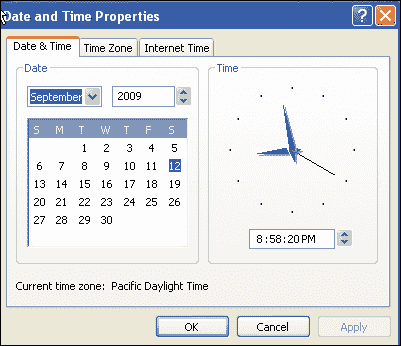 Date and Time Properties
Date & Time Time Zone Internet Time
Date
September 2009
S M T W T F S
1 2 3 4 5
6 7 8 9 10 11 12
13 14 15 16 17 18 19
20 21 22 23 24 25 26
27 28 29 30
Time
8:58:20 PM
Current time zone: Pacific Daylight Time
OK Cancel Apply